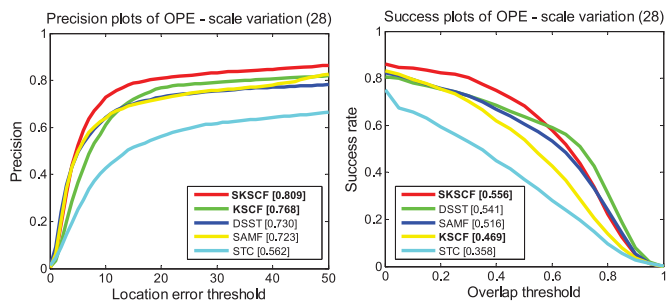 Precision plots of OPE - scale variation (28)
Precision
0.8
0.6
0.4
0.2
0
0 10 20 30 40 50
Location error threshold
SKSCF [0.809]
KSCF [0.768]
DSST [0.730]
SAMF [0.723]
STC [0.562]
Success plots of OPE - scale variation (28)
Success rate
1
0.8
0.6
0.4
0.2
0
0 0.2 0.4 0.6 0.8 1
Overlap threshold
SKSCF [0.556]
DSST [0.541]
SAMF [0.516]
KSCF [0.469]
STC [0.358]